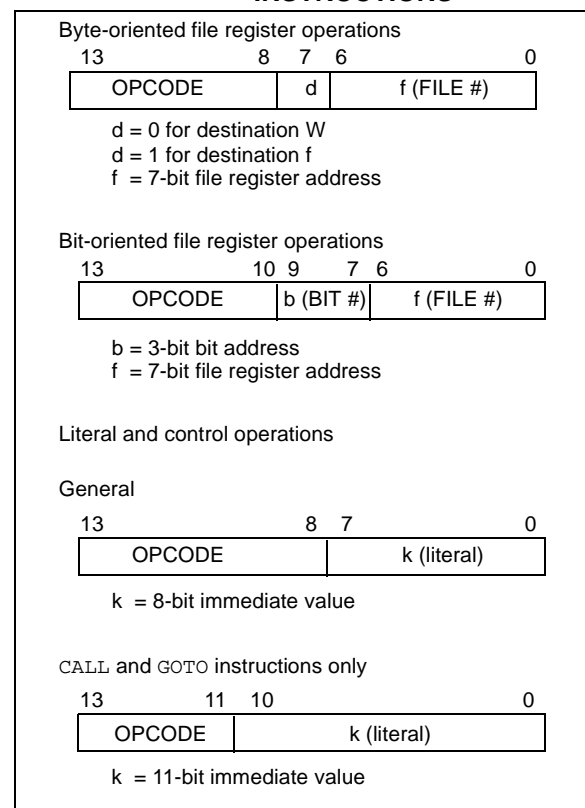 INSTRUCTIONS
Byte-oriented file register operations
13 8 7 6 0
OPCODE d f (FILE #)
d = 0 for destination W
d = 1 for destination f
f = 7-bit file register address
Bit-oriented file register operations
13 10 9 7 6 0
OPCODE b (BIT #) f (FILE #)
b = 3-bit bit address
f = 7-bit file register address
Literal and control operations
General
13 8 7 0
OPCODE k (literal)
k = 8-bit immediate value
CALL and GOTO instructions only
13 11 10 0
OPCODE k (literal)
k = 11-bit immediate value